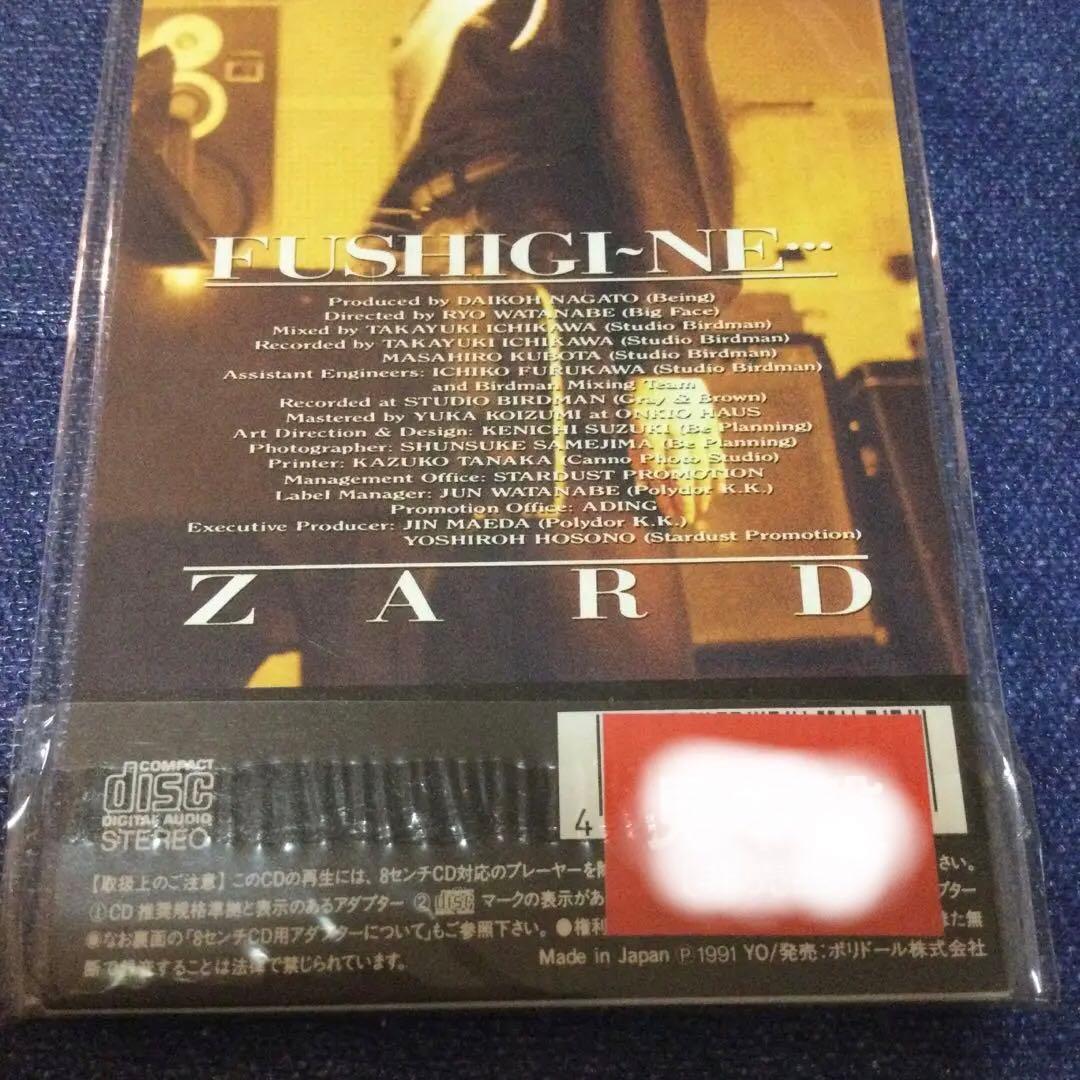 FUSHIGI~NE…
Produced by DAIKOH NAGATO (Being)
Directed by RYO WATANABE (Big Face)
Mixed by TAKAYUKI ICHIKAWA (Studio Birdman)
Recorded by TAKAYUKI ICHIKAWA (Studio Birdman)
MASAHIRO KUBOTA (Studio Birdman)
Assistant Engineers: ICHIKO FURUKAWA (Studio Birdman)
and Birdman Mixing Team
Recorded at STUDIO BIRDMAN (Gray & Brown)
Mastered by YUKA KOIZUMI at ONKIO HAUS
Art Direction & Design: KENICHI SUZUKI (Be Planning)
Photographer: SHUNSUKE SAMEJIMA (Be Planning)
Printer: KAZUKO TANAKA (Canno Photo Studio)
Management Office: STARDUST PROMOTION
Label Manager: JUN WATANABE (Polydor K.K.)
Promotion Office: ADING
Executive Producer: JIN MAEDA (Polydor K.K.)
YOSHIROH HOSONO (Stardust Promotion)
ZARD
COMPACT
disc
DIGITAL AUDIO
STEREO
4
【取扱上のご注意】このCDの再生には、8センチCD対応のプレーヤーを さい。
①CD 推奨規格準拠と表示のあるアダプター ② disc マークの表示があ プター
●なお裏面の「8センチCD用アダプターについて」もご参照下さい。●権利 また無
断で することは法律で禁じられています。
Made in Japan Ⓟ1991 YO/発売:ポリドール株式会社